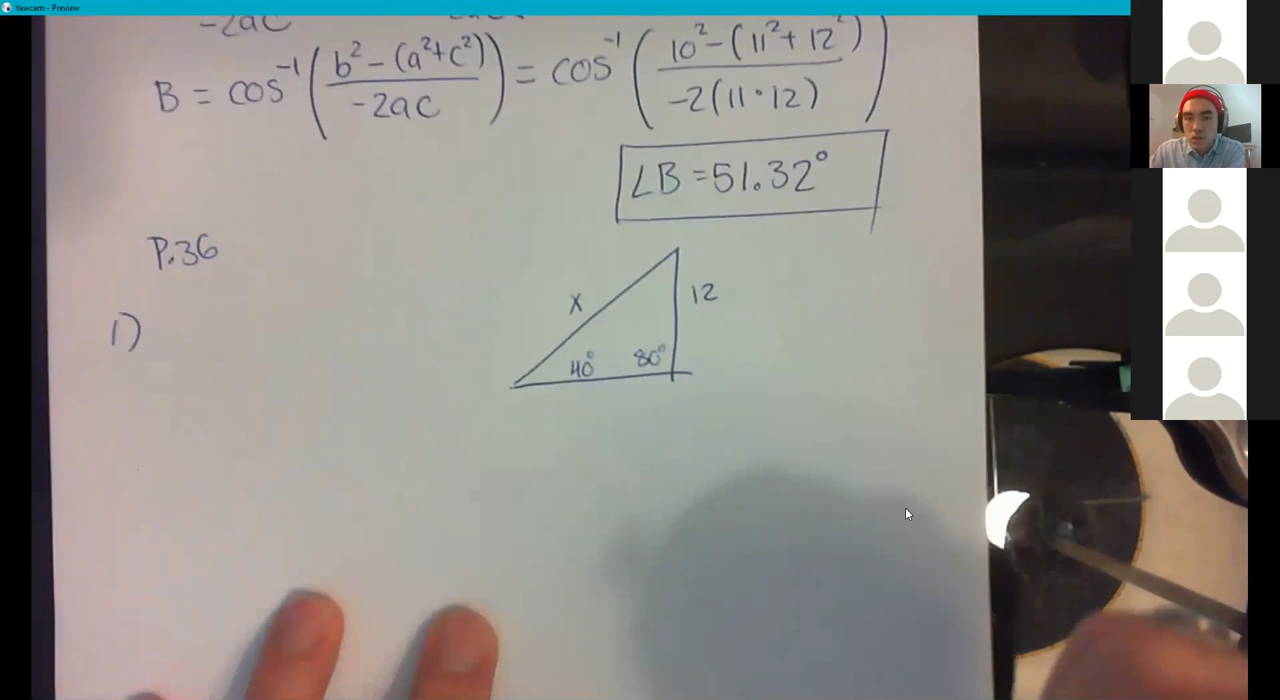 Yawcam - Preview
-2ac
B = cos⁻¹((b² - (a²+c²))/(-2ac)) = cos⁻¹((10² - (11² + 12²))/(-2(11·12)))
∠B = 51.32°
P.36
1)
x
12
40° 80°